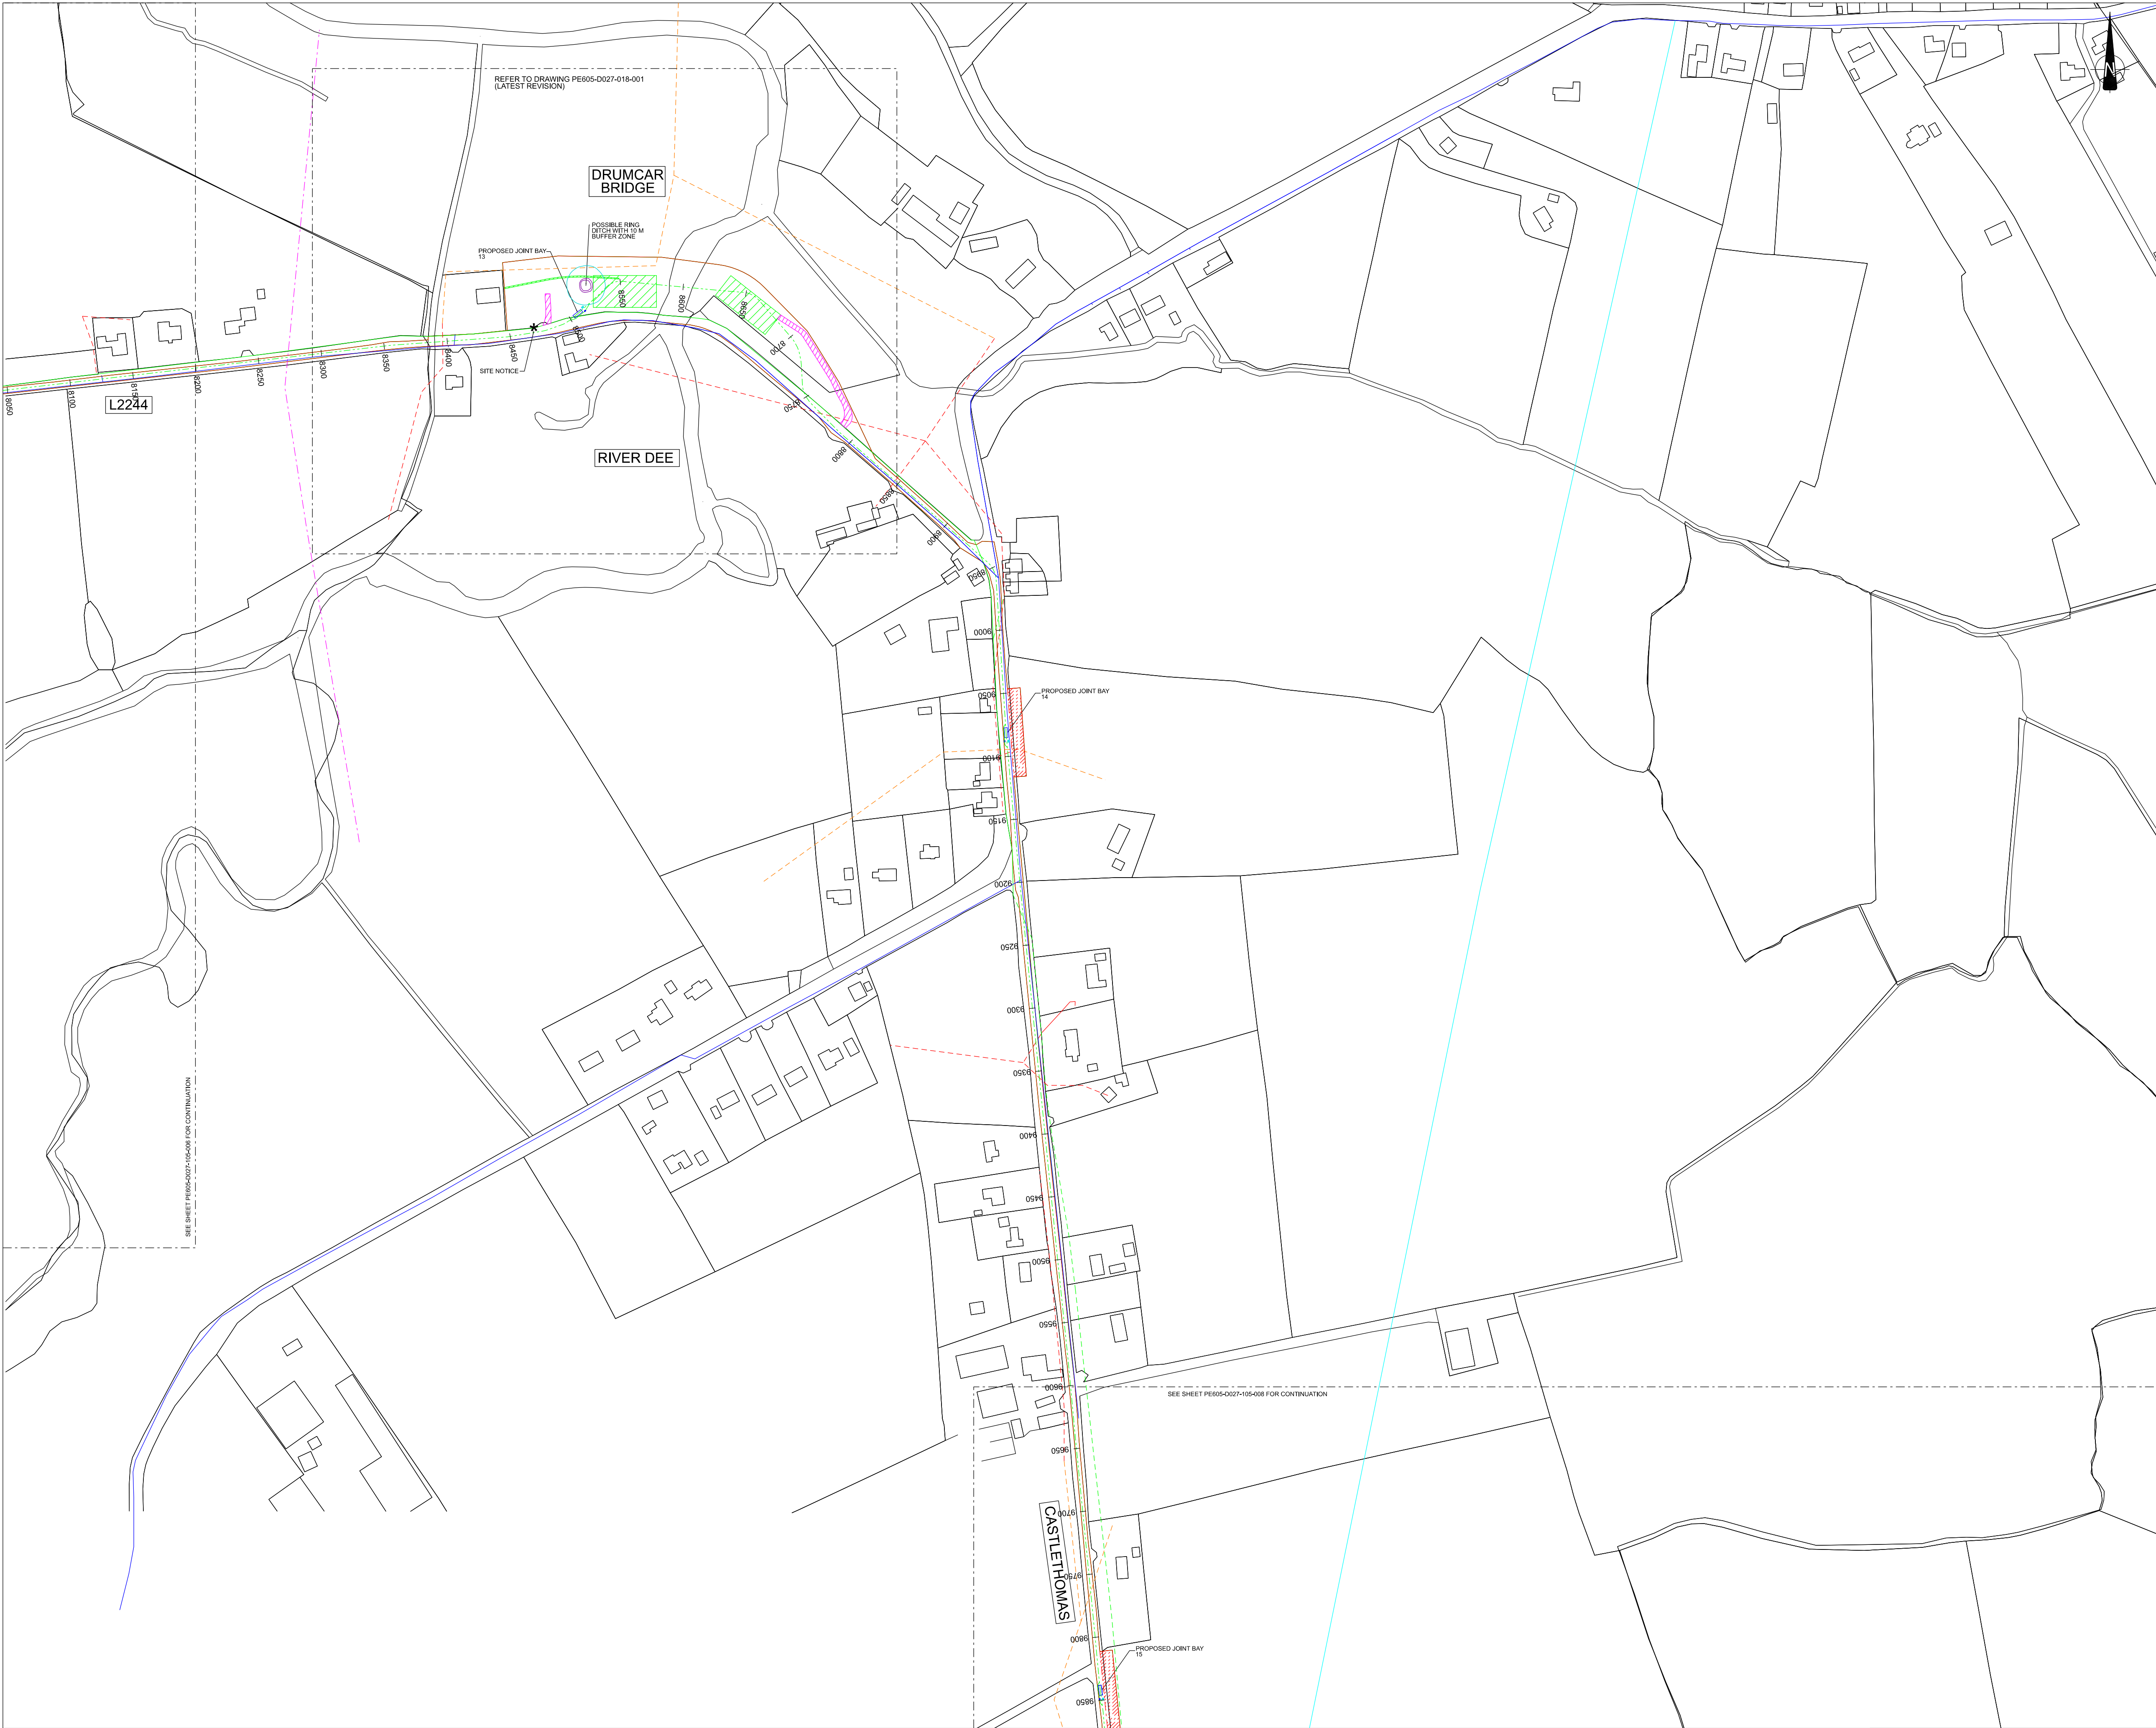 REFER TO DRAWING PE605-D027-018-001
(LATEST REVISION)
N
DRUMCAR
BRIDGE
POSSIBLE RING
DITCH WITH 10 M
BUFFER ZONE
PROPOSED JOINT BAY
13
SITE NOTICE
L2244
RIVER DEE
8050
8100
8150
8200
8250
8300
8350
8400
8450
8500
8550
8600
8650
8700
8750
8800
8850
8900
8950
9000
9050
PROPOSED JOINT BAY
14
9100
9150
9200
9250
9300
9350
9400
9450
9500
9550
9600
SEE SHEET PE605-D027-105-006 FOR CONTINUATION
SEE SHEET PE605-D027-105-008 FOR CONTINUATION
9650
9700
CASTLETHOMAS
9750
9800
PROPOSED JOINT BAY
15
9850